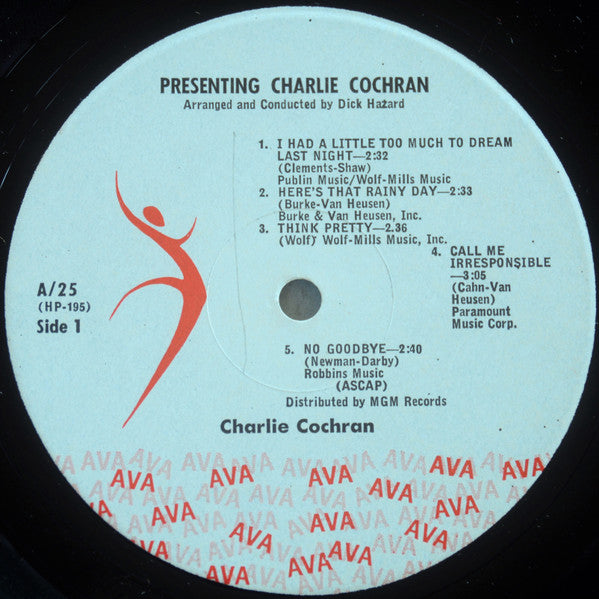 PRESENTING CHARLIE COCHRAN
Arranged and Conducted by Dick Hazard
1. I HAD A LITTLE TOO MUCH TO DREAM
LAST NIGHT—2:32
(Clements-Shaw)
Publin Music/Wolf-Mills Music
2. HERE'S THAT RAINY DAY—2:33
(Burke-Van Heusen)
Burke & Van Heusen, Inc.
3. THINK PRETTY—2.36
(Wolf) Wolf-Mills Music, Inc.
4. CALL ME
IRRESPONSIBLE
—3:05
(Cahn-Van
Heusen)
Paramount
Music Corp.
A/25
(HP-195)
Side 1
5. NO GOODBYE—2:40
(Newman-Darby)
Robbins Music
(ASCAP)
Distributed by MGM Records
Charlie Cochran
AVA AVA AVA AVA AVA
AVA AVA AVA AVA
AVA AVA AVA AVA
AVA AVA AVA AVA